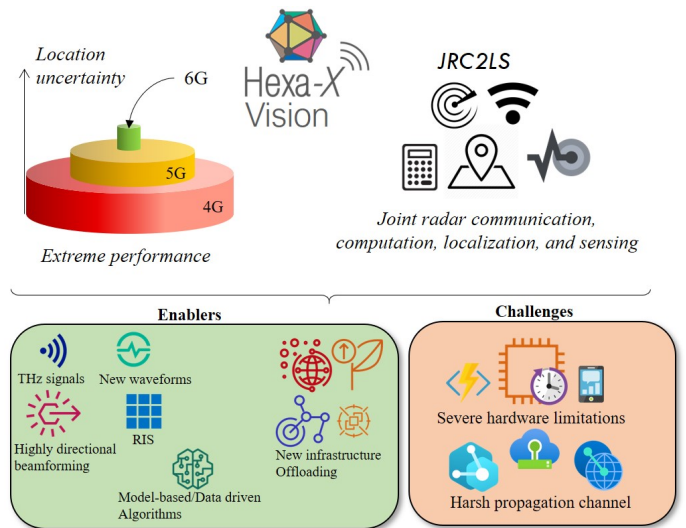 Location
uncertainty
6G
5G
4G
Extreme performance
Hexa-X
Vision
JRC2LS
Joint radar communication,
computation, localization, and sensing
Enablers
THz signals
New waveforms
Highly directional
beamforming
RIS
New infrastructure
Offloading
Model-based/Data driven
Algorithms
Challenges
Severe hardware limitations
Harsh propagation channel